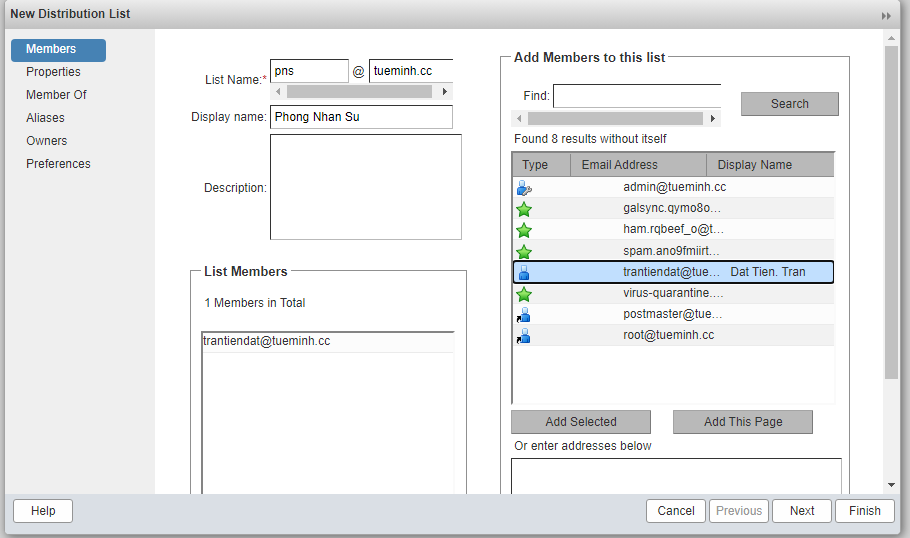 New Distribution List
Members
Properties
Member Of
Aliases
Owners
Preferences
List Name:* pns @ tueminh.cc
Display name: Phong Nhan Su
Description:
List Members
1 Members in Total
trantiendat@tueminh.cc
Add Members to this list
Find:
Search
Found 8 results without itself
Type Email Address Display Name
admin@tueminh.cc
galsync.qymo8o...
ham.rqbeef_o@t...
spam.ano9fmiirt...
trantiendat@tue... Dat Tien. Tran
virus-quarantine....
postmaster@tue...
root@tueminh.cc
Add Selected Add This Page
Or enter addresses below
Help Cancel Previous Next Finish